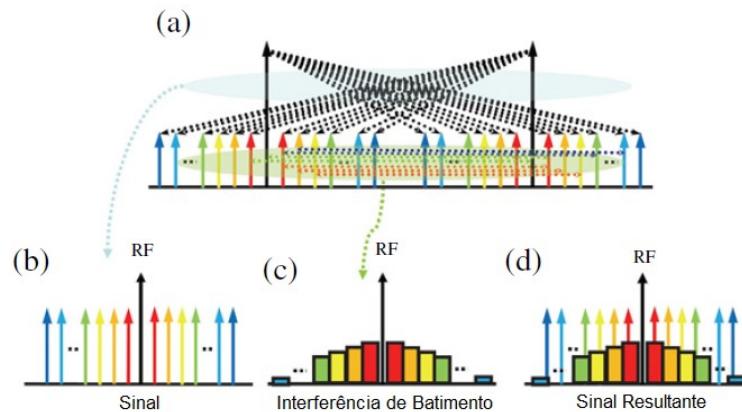 (a)
(b) RF (c) RF (d) RF
Sinal Interferência de Batimento Sinal Resultante